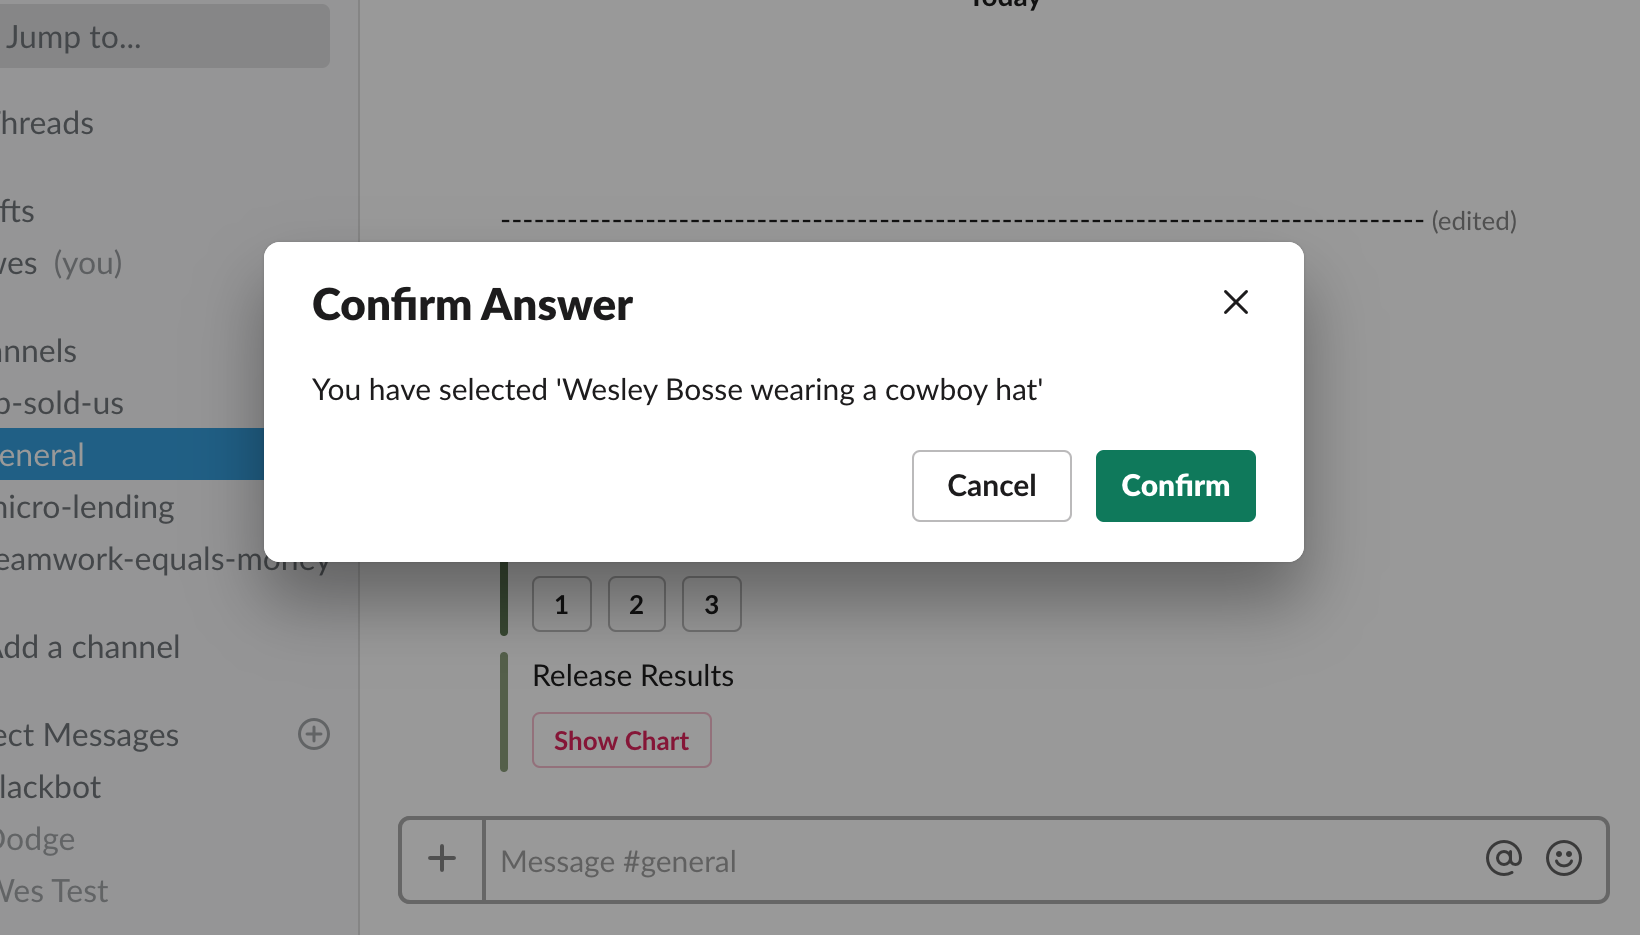 Jump to...
Today
hreads
fts
(edited)
ves (you)
Confirm Answer
nnels
You have selected 'Wesley Bosse wearing a cowboy hat'
p-sold-us
eneral
Cancel
Confirm
micro-lending
eamwork-equals-money
1
2
3
Add a channel
Release Results
ect Messages
Show Chart
lackbot
Dodge
Message #general
Wes Test